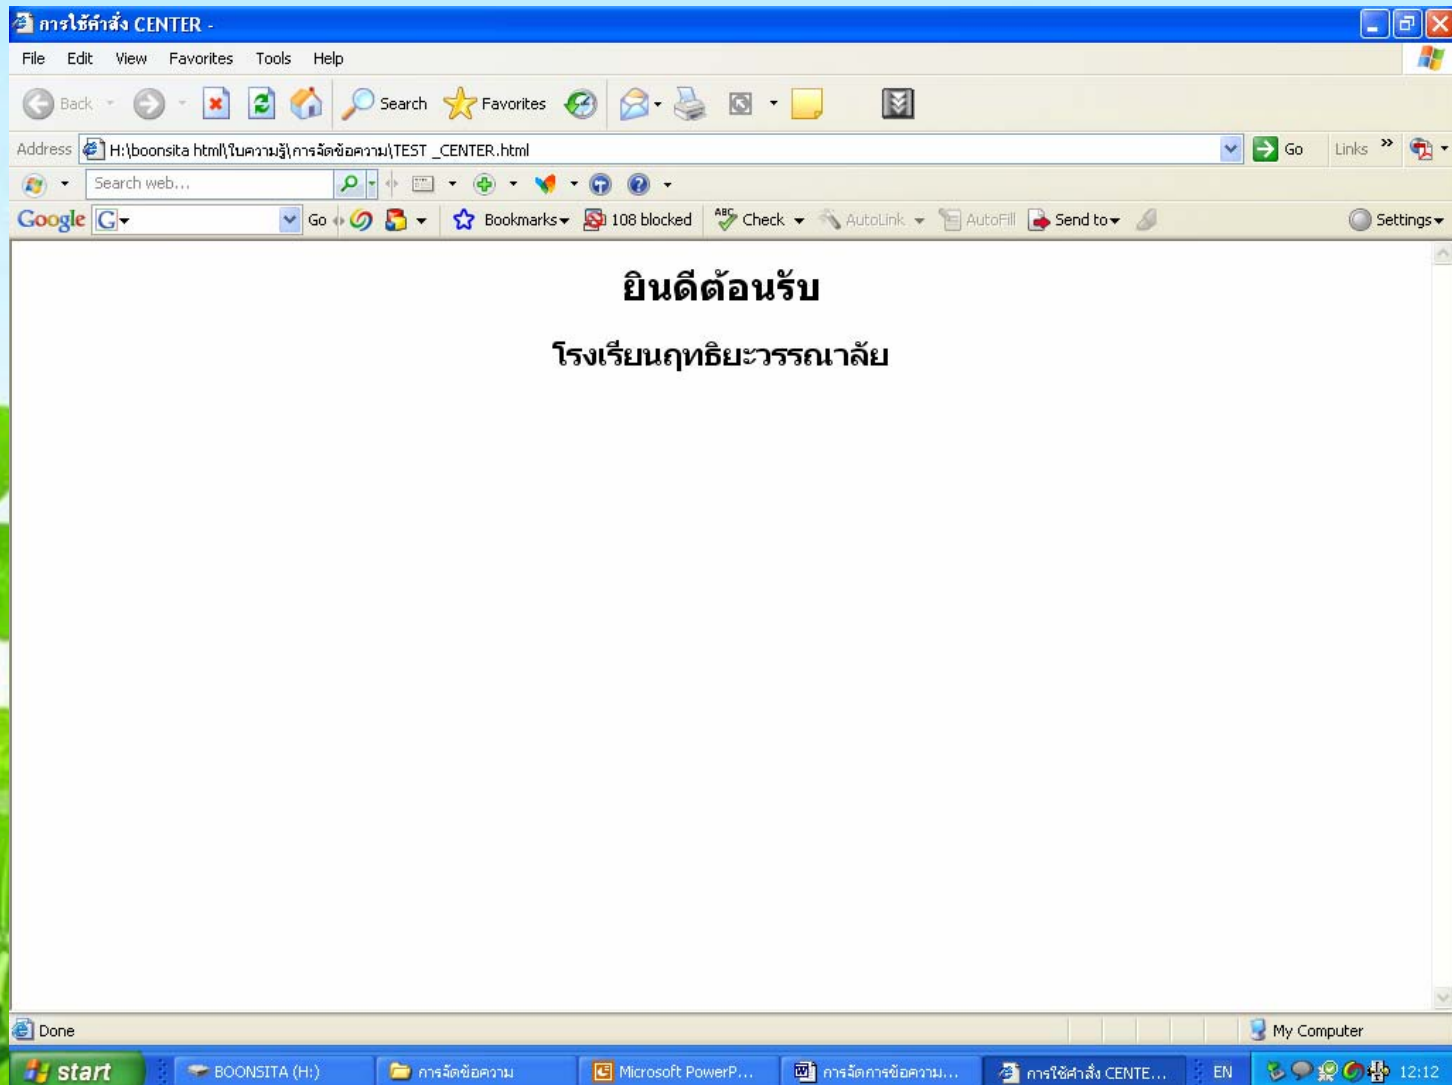 การใช้คำสั่ง CENTER -
File Edit View Favorites Tools Help
Back Search Favorites
Address H:\boonsita html\ใบความรู้\การจัดข้อความ\TEST _CENTER.html Go Links »
Search web...
Google G Go Bookmarks 108 blocked ABC Check AutoLink AutoFill Send to Settings
ยินดีต้อนรับ
โรงเรียนฤทธิยะวรรณาลัย
Done My Computer
start BOONSITA (H:) การจัดข้อความ Microsoft PowerP... การจัดการข้อความ... การใช้คำสั่ง CENTE... EN 12:12